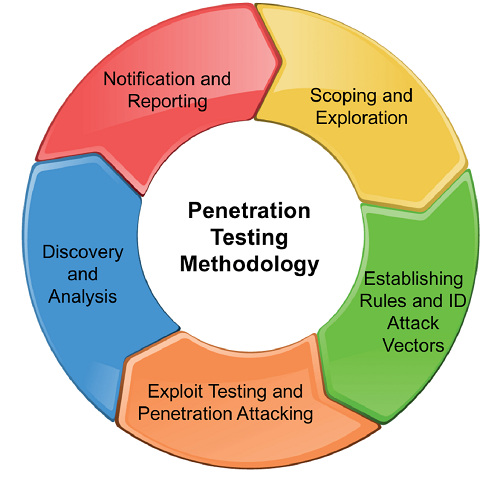 Penetration
Testing
Methodology
Scoping and
Exploration
Establishing
Rules and ID
Attack
Vectors
Exploit Testing and
Penetration Attacking
Discovery
and
Analysis
Notification and
Reporting